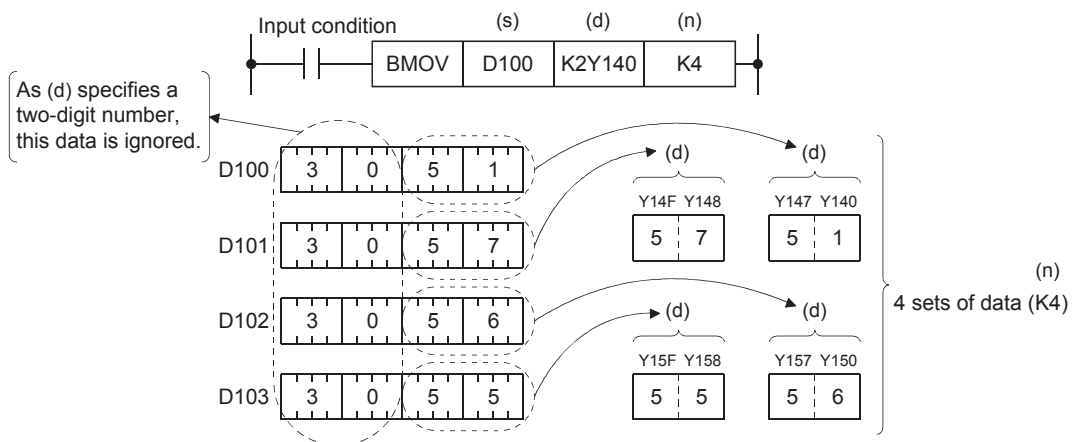 (s) (d) (n)
Input condition
BMOV D100 K2Y140 K4
As (d) specifies a
two-digit number,
this data is ignored.
D100 3 0 5 1
D101 3 0 5 7
D102 3 0 5 6
D103 3 0 5 5
(d) (d)
Y14F Y148 Y147 Y140
5 7 5 1
(d) (d)
Y15F Y158 Y157 Y150
5 5 5 6
(n)
4 sets of data (K4)